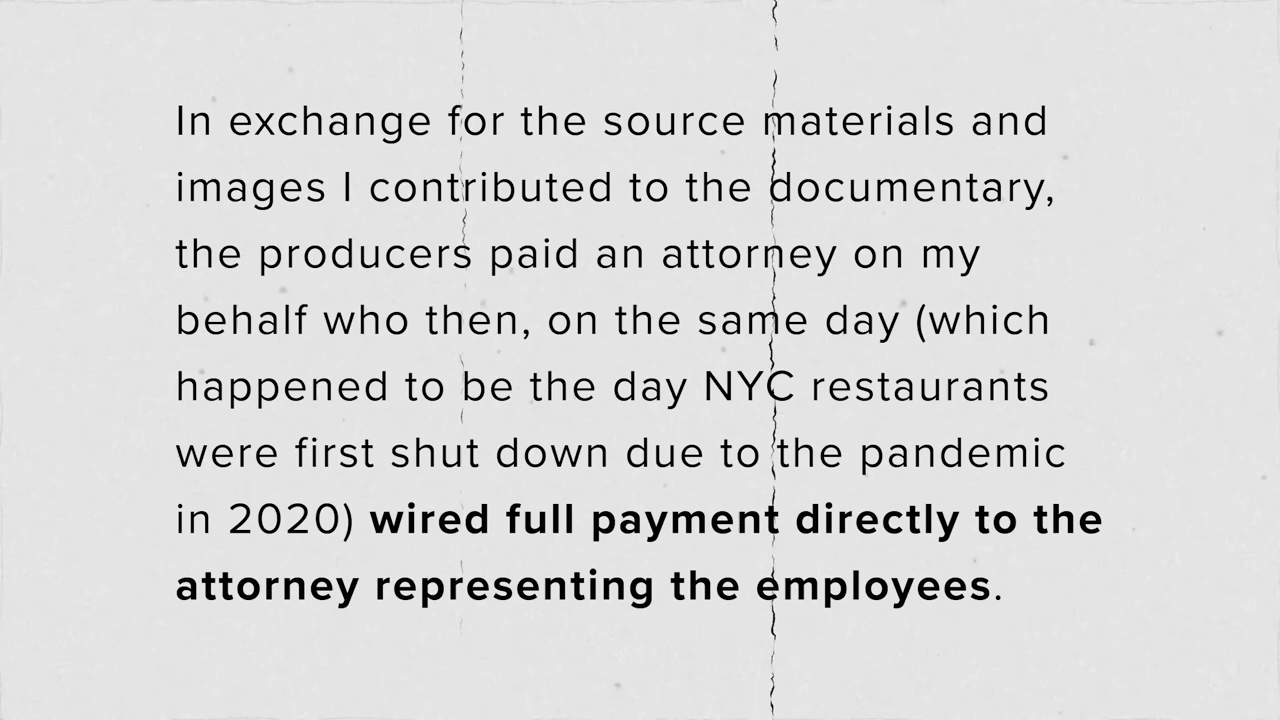 In exchange for the source materials and
images I contributed to the documentary,
the producers paid an attorney on my
behalf who then, on the same day (which
happened to be the day NYC restaurants
were first shut down due to the pandemic
in 2020) wired full payment directly to the
attorney representing the employees.